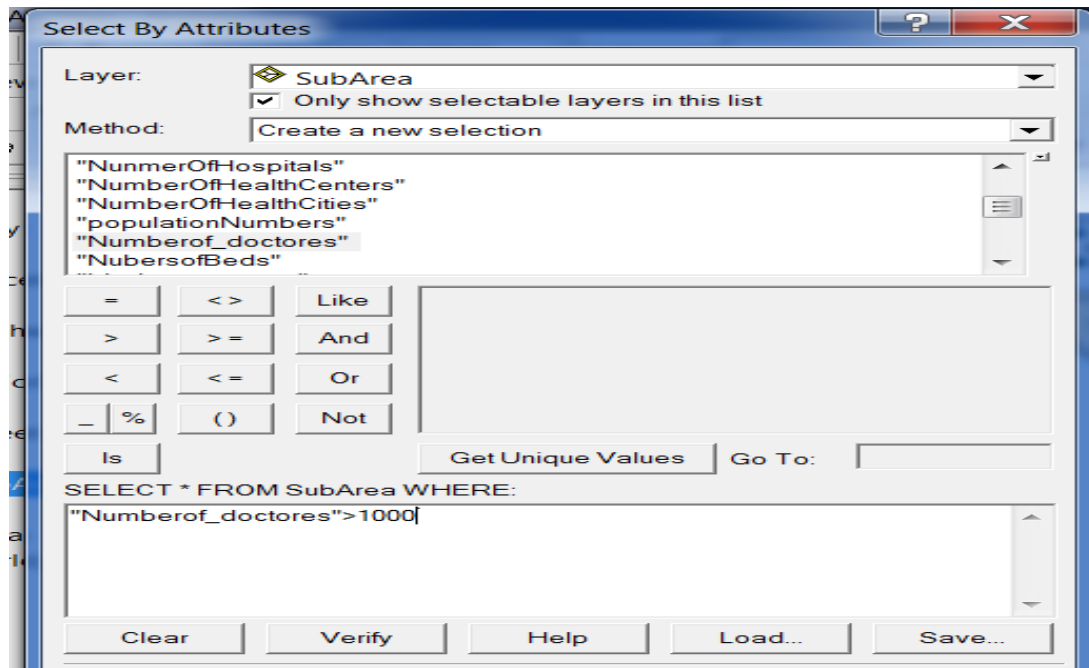 Select By Attributes
Layer: SubArea
Only show selectable layers in this list
Method: Create a new selection
"NunmerOfHospitals"
"NumberOfHealthCenters"
"NumberOfHealthCities"
"populationNumbers"
"Numberof_doctores"
"NubersofBeds"
= < > Like
> > = And
< < = Or
_ % ( ) Not
Is Get Unique Values Go To:
SELECT * FROM SubArea WHERE:
"Numberof_doctores">1000
Clear Verify Help Load... Save...